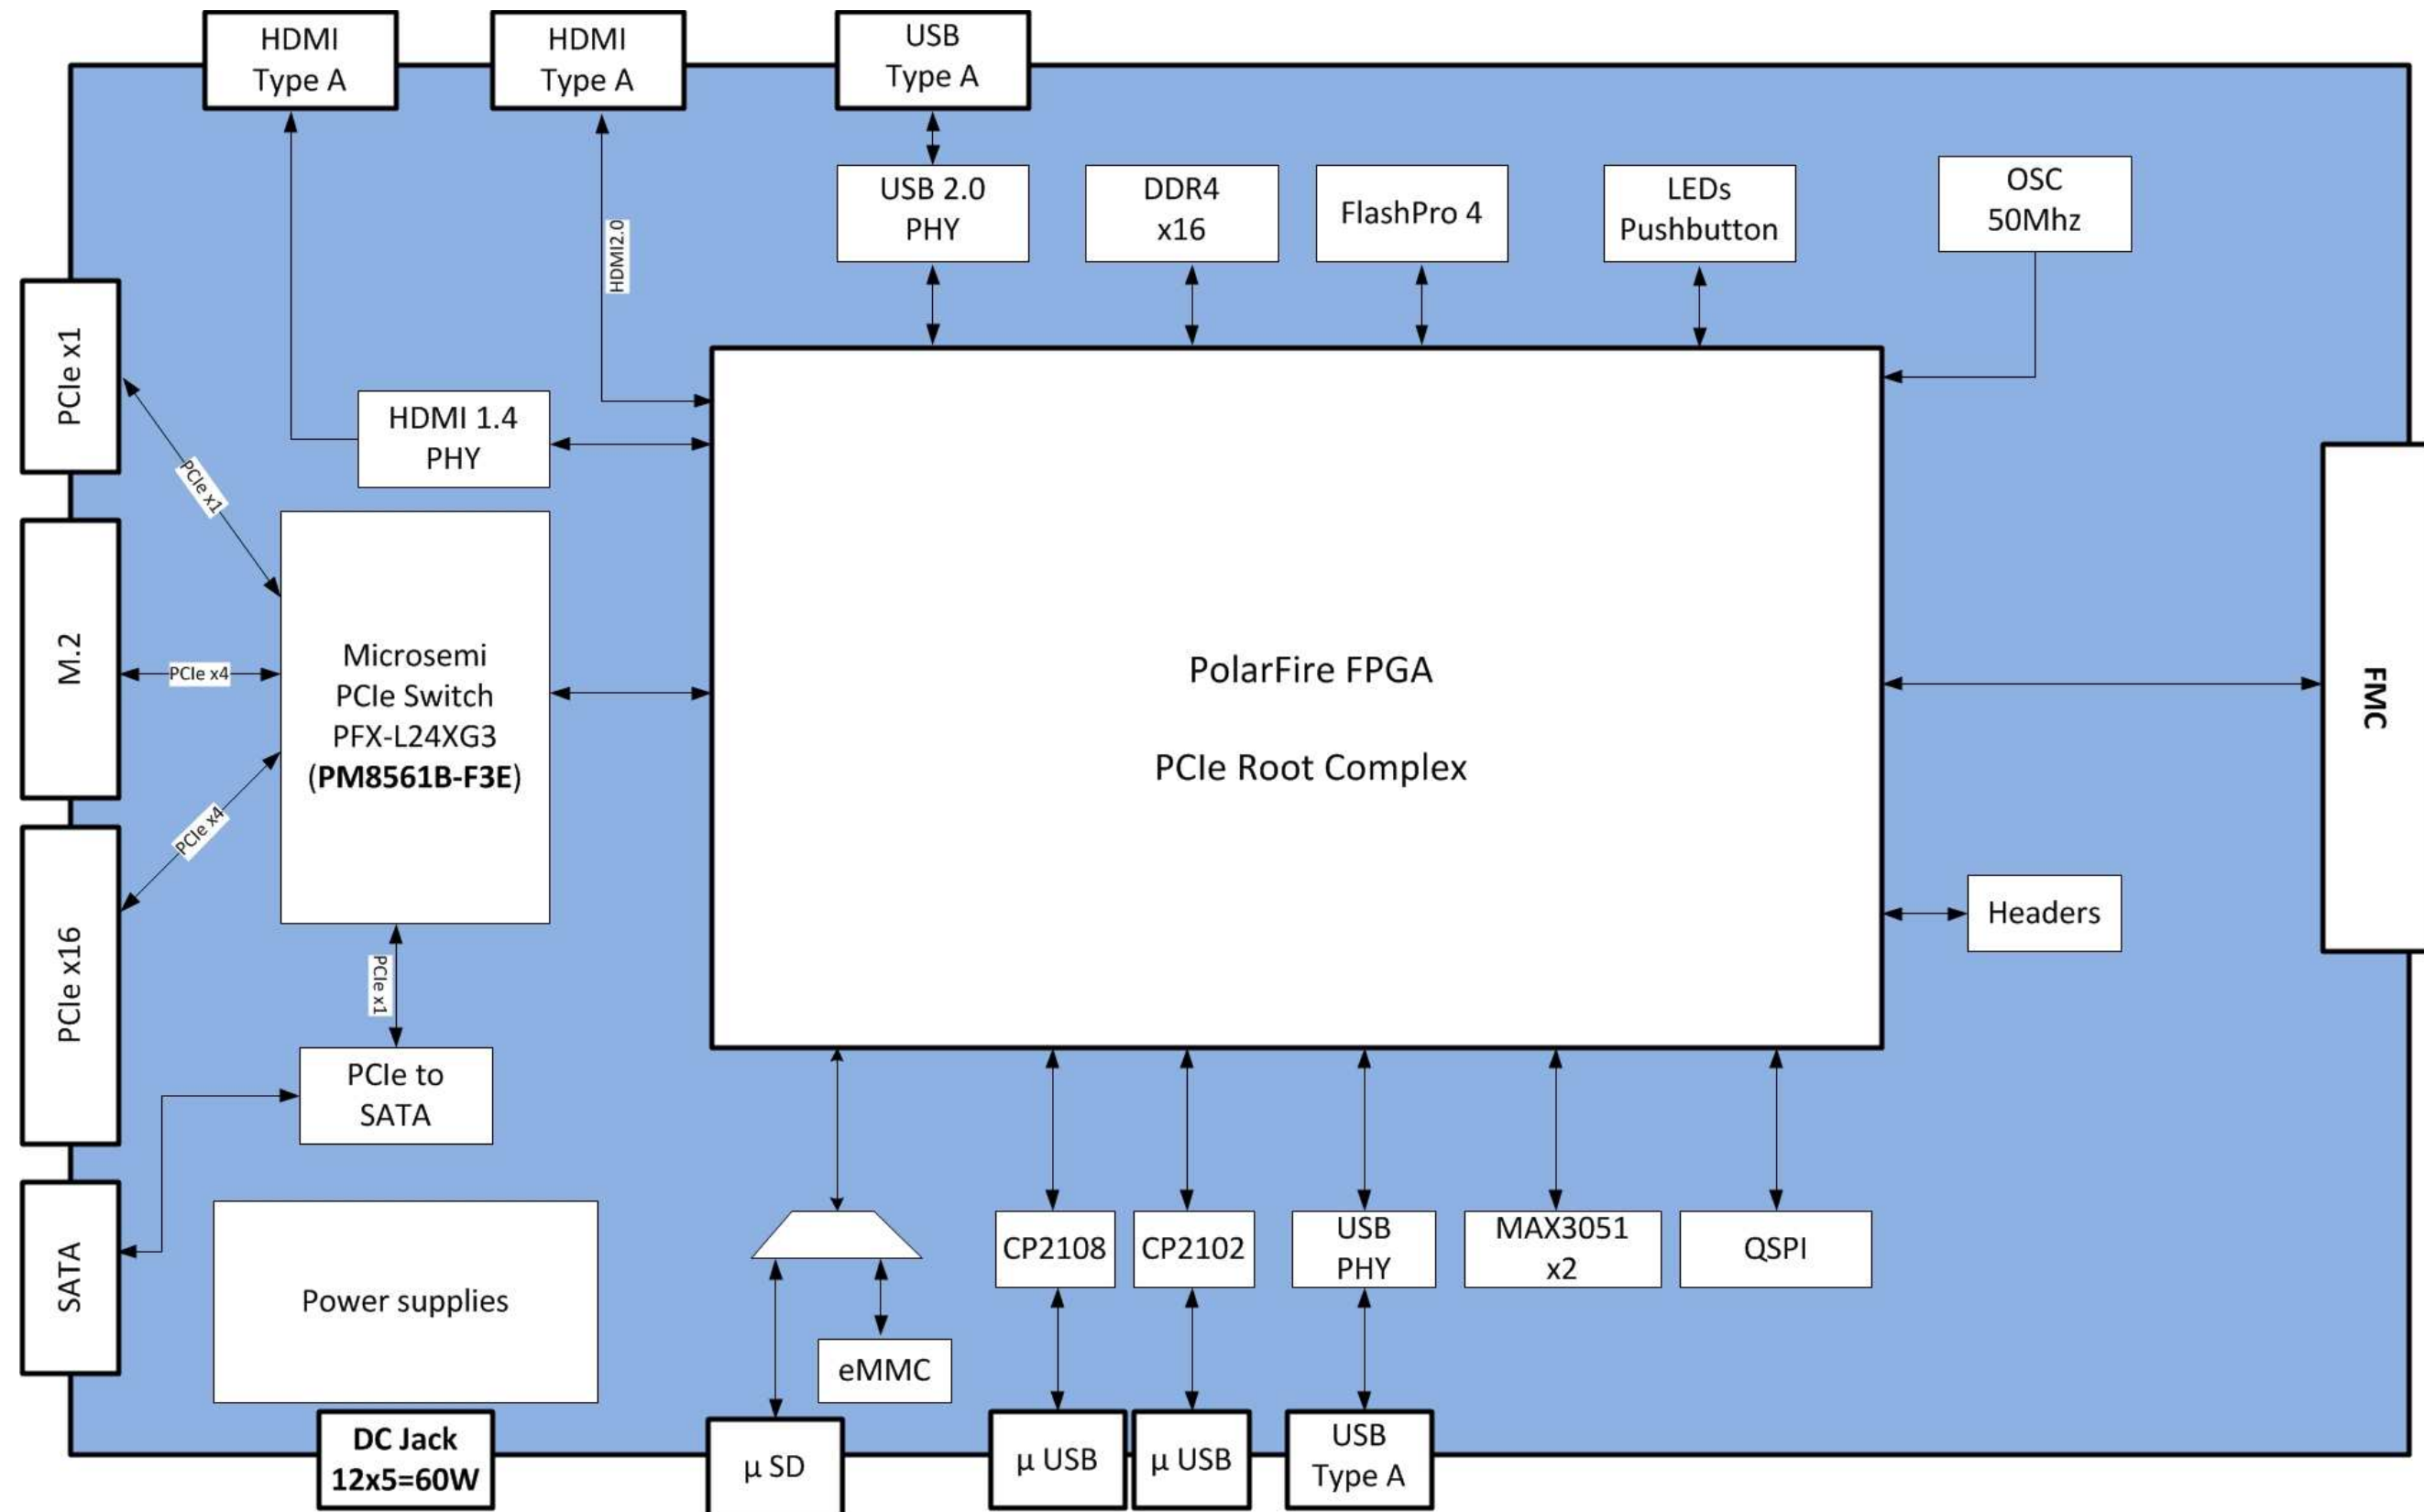 HDMI
Type A
HDMI
Type A
USB
Type A
USB 2.0
PHY
DDR4
x16
FlashPro 4
LEDs
Pushbutton
OSC
50Mhz
HDMI2.0
PCIe x1
HDMI 1.4
PHY
PCIe x1
M.2
PCIe x4
Microsemi
PCIe Switch
PFX-L24XG3
(PM8561B-F3E)
PolarFire FPGA
PCIe Root Complex
FMC
PCIe x4
PCIe x16
Headers
PCIe x1
PCIe to
SATA
SATA
Power supplies
CP2108
CP2102
USB
PHY
MAX3051
x2
QSPI
eMMC
DC Jack
12x5=60W
µ SD
µ USB
µ USB
USB
Type A